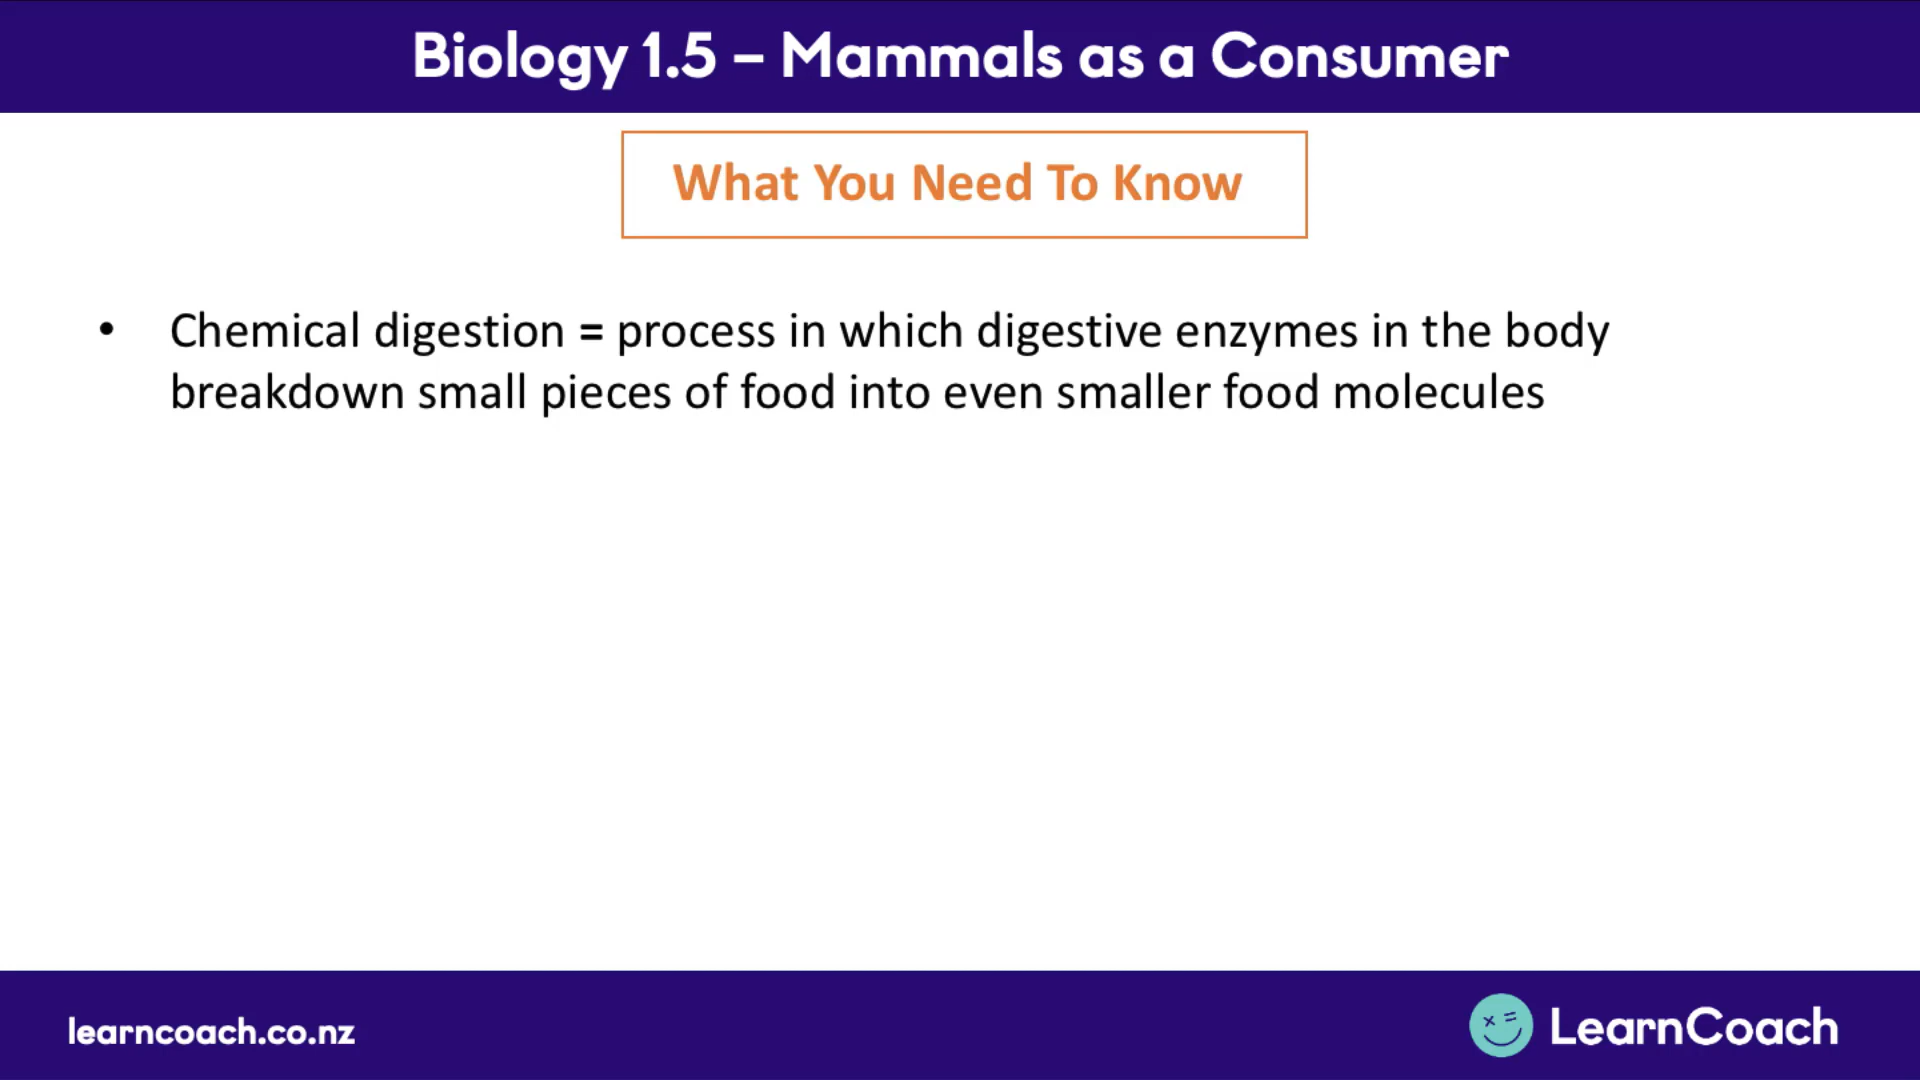 Biology 1.5 – Mammals as a Consumer
What You Need To Know
• Chemical digestion = process in which digestive enzymes in the body
breakdown small pieces of food into even smaller food molecules
learncoach.co.nz
LearnCoach